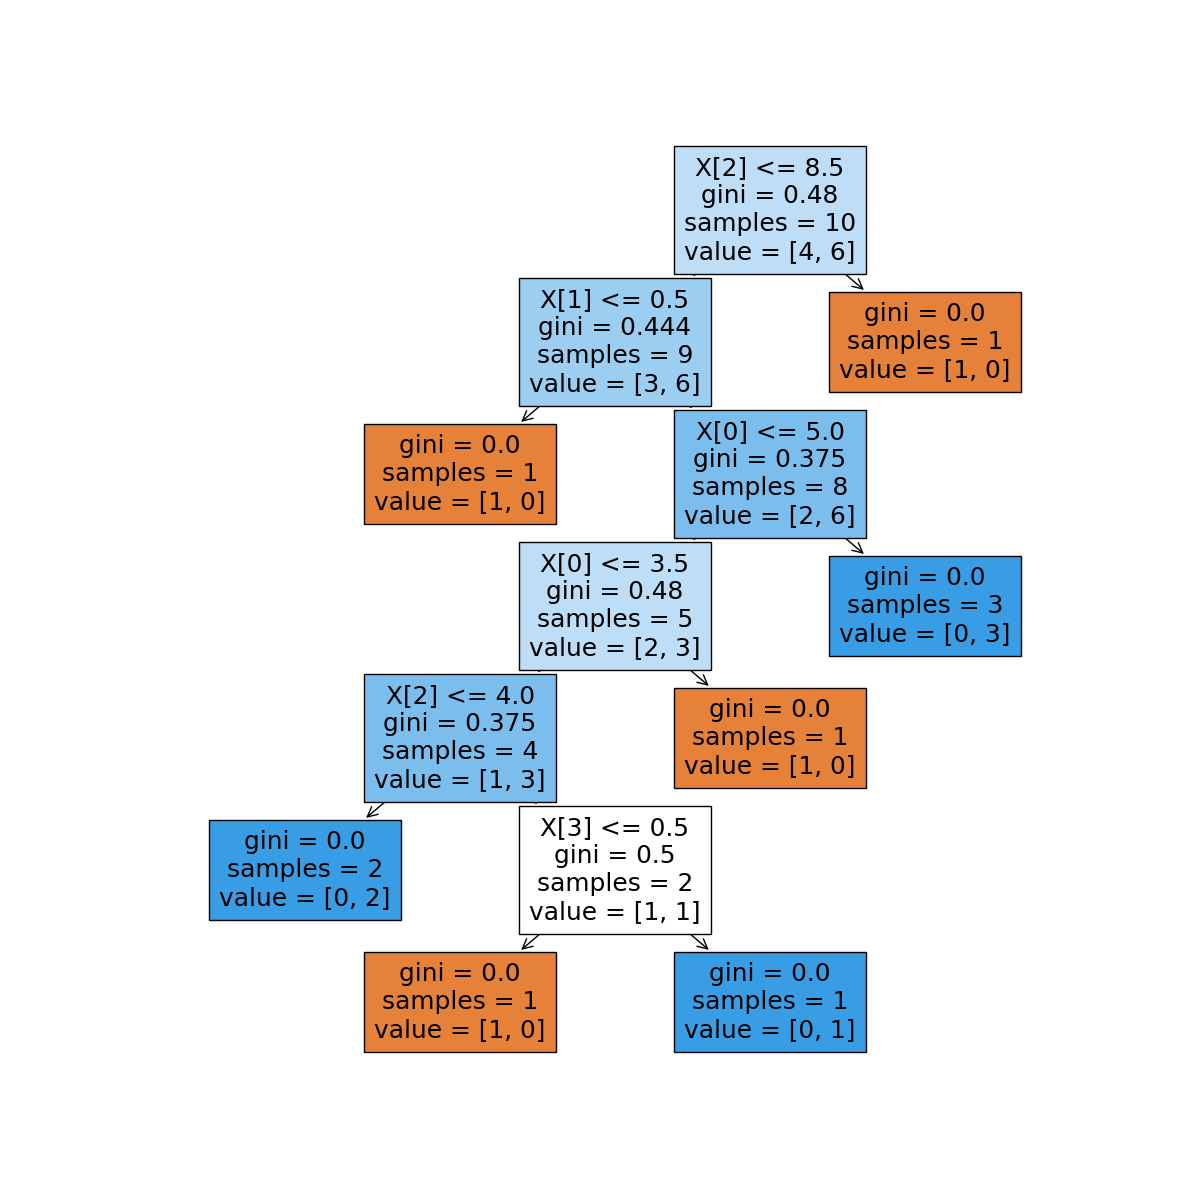 X[2] <= 8.5
gini = 0.48
samples = 10
value = [4, 6]
X[1] <= 0.5
gini = 0.444
samples = 9
value = [3, 6]
gini = 0.0
samples = 1
value = [1, 0]
gini = 0.0
samples = 1
value = [1, 0]
X[0] <= 5.0
gini = 0.375
samples = 8
value = [2, 6]
X[0] <= 3.5
gini = 0.48
samples = 5
value = [2, 3]
gini = 0.0
samples = 3
value = [0, 3]
X[2] <= 4.0
gini = 0.375
samples = 4
value = [1, 3]
gini = 0.0
samples = 1
value = [1, 0]
gini = 0.0
samples = 2
value = [0, 2]
X[3] <= 0.5
gini = 0.5
samples = 2
value = [1, 1]
gini = 0.0
samples = 1
value = [1, 0]
gini = 0.0
samples = 1
value = [0, 1]